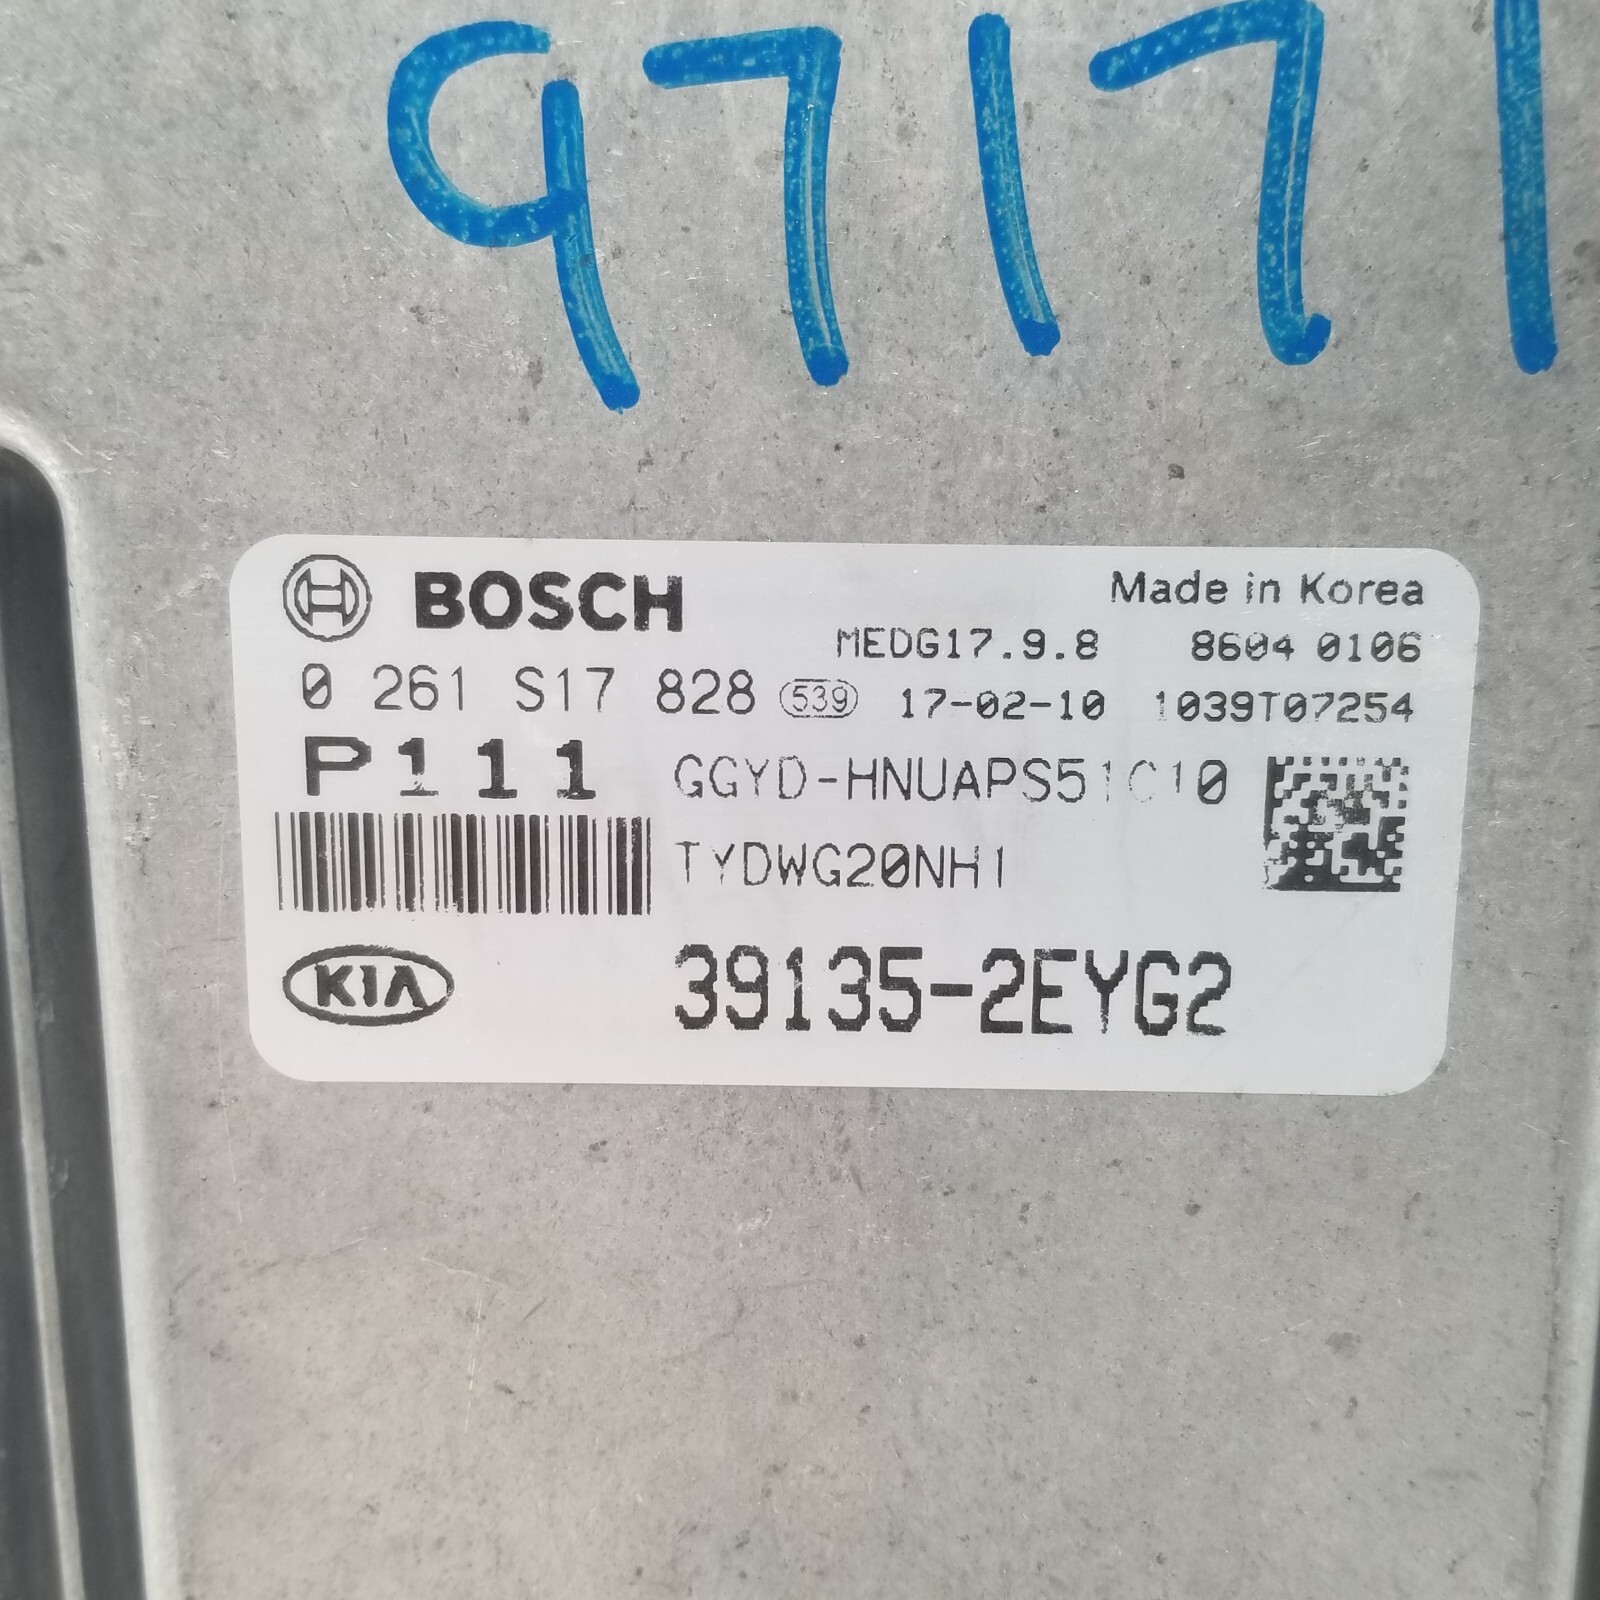 97171
BOSCH
Made in Korea
MEDG17.9.8 8604 0106
0 261 S17 828 539 17-02-10 1039T07254
P111 GGYD-HNUAPS51C10
TYDWG20NH1
KIA 39135-2EYG2